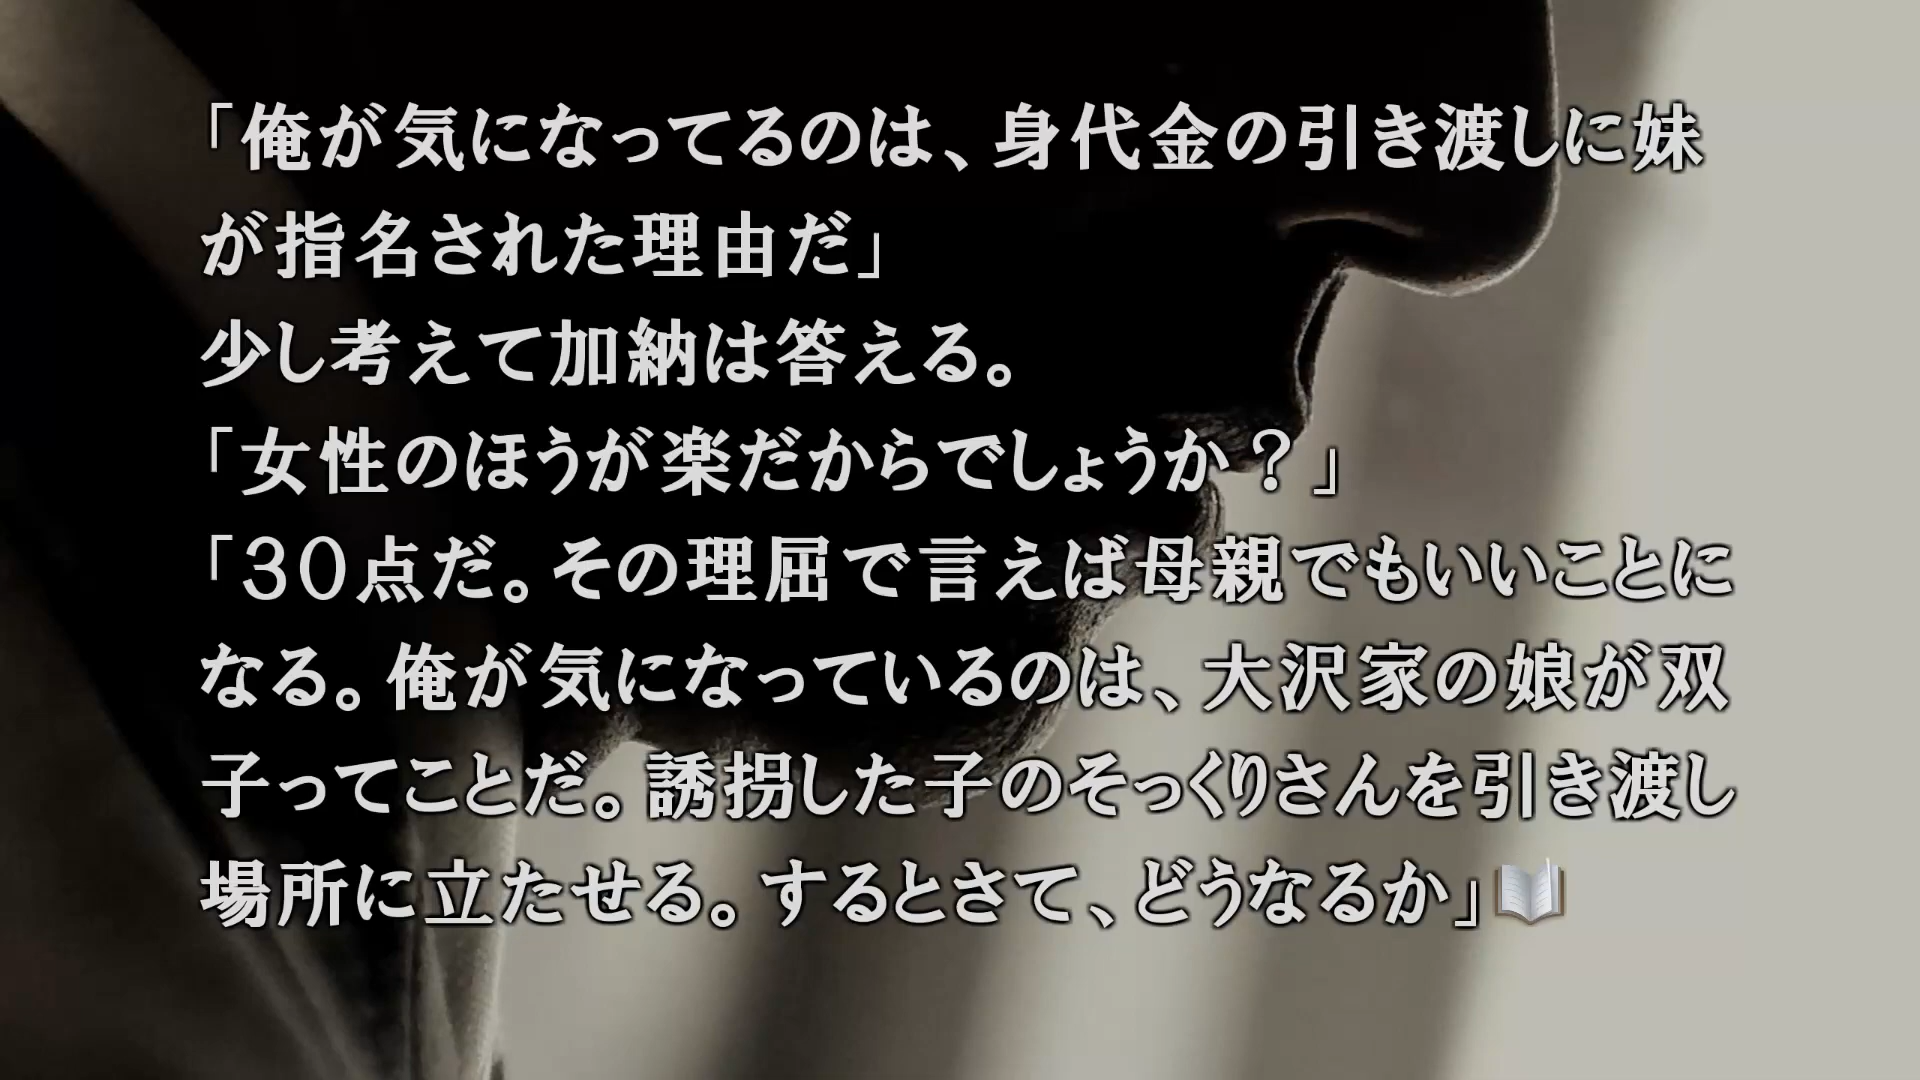 「俺が気になってるのは、身代金の引き渡しに妹
が指名された理由だ」
少し考えて加納は答える。
「女性のほうが楽だからでしょうか？」
「３０点だ。その理屈で言えば母親でもいいことに
なる。俺が気になっているのは、大沢家の娘が双
子ってことだ。誘拐した子のそっくりさんを引き渡し
場所に立たせる。するとさて、どうなるか」